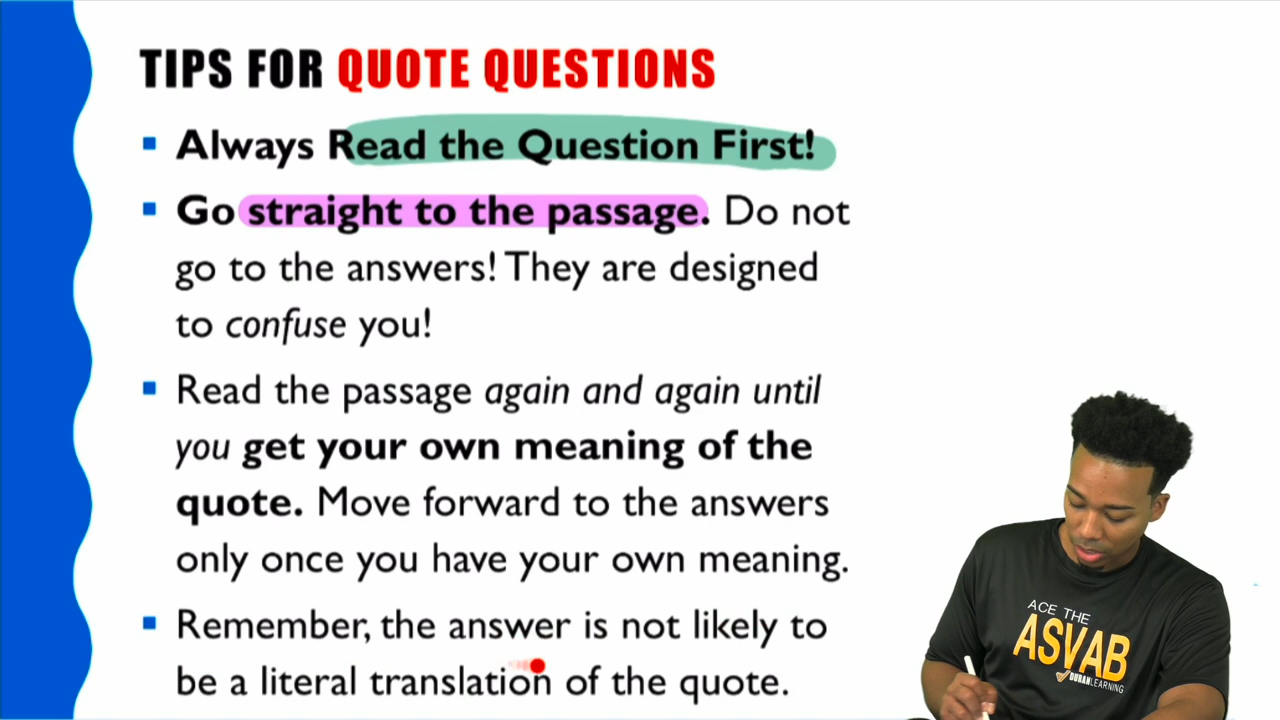 TIPS FOR QUOTE QUESTIONS
Always Read the Question First!
Go straight to the passage. Do not
go to the answers! They are designed
to confuse you!
Read the passage again and again until
you get your own meaning of the
quote. Move forward to the answers
only once you have your own meaning.
Remember, the answer is not likely to
be a literal translation of the quote.
ACE THE
ASVAB
DURAN LEARNING